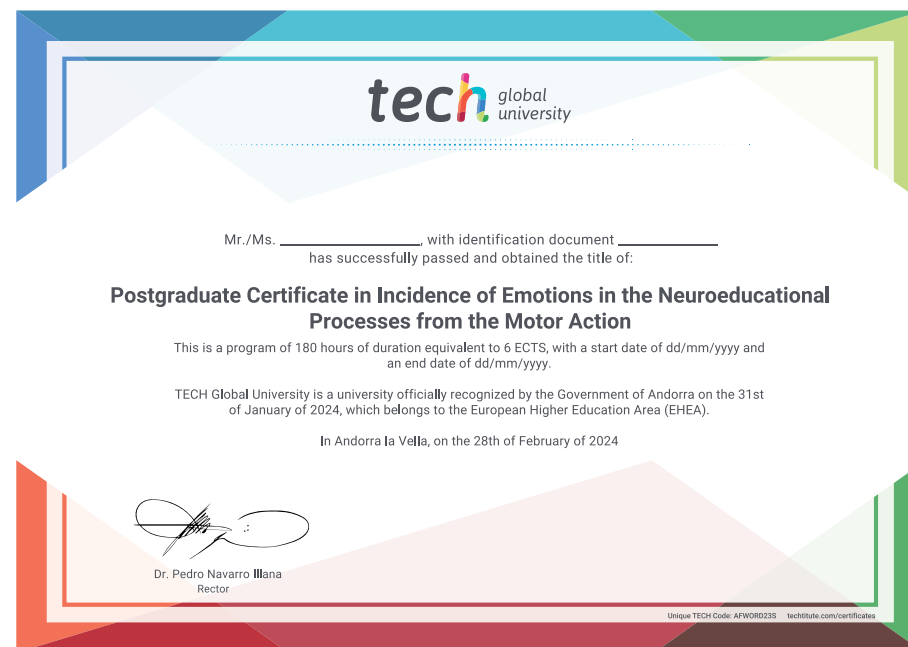 tech global
university
Mr./Ms. ____________, with identification document ____________
has successfully passed and obtained the title of:
Postgraduate Certificate in Incidence of Emotions in the Neuroeducational
Processes from the Motor Action
This is a program of 180 hours of duration equivalent to 6 ECTS, with a start date of dd/mm/yyyy and
an end date of dd/mm/yyyy.
TECH Global University is a university officially recognized by the Government of Andorra on the 31st
of January of 2024, which belongs to the European Higher Education Area (EHEA).
In Andorra la Vella, on the 28th of February of 2024
Dr. Pedro Navarro Illana
Rector
Unique TECH Code: AFWORD23S techtitute.com/certificates